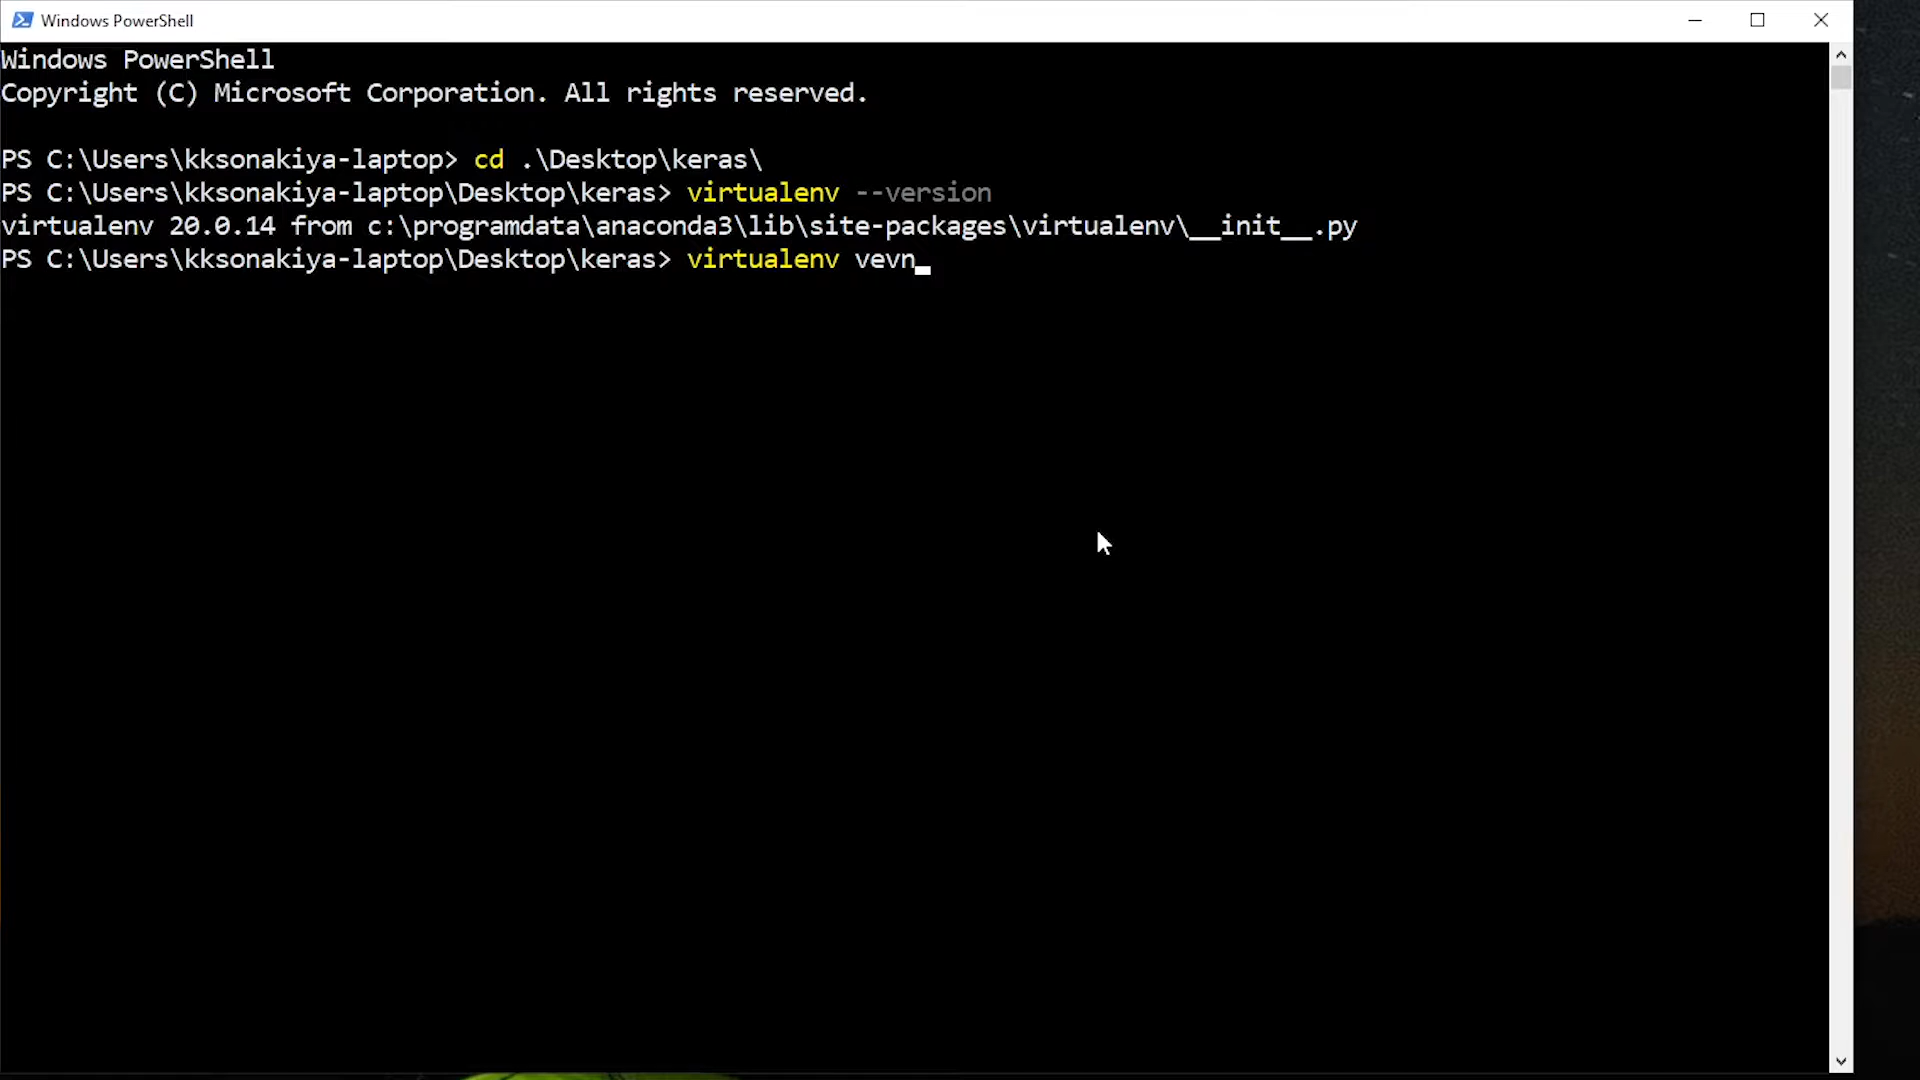 Windows PowerShell
Windows PowerShell
Copyright (C) Microsoft Corporation. All rights reserved.
PS C:\Users\kksonakiya-laptop> cd .\Desktop\keras\
PS C:\Users\kksonakiya-laptop\Desktop\keras> virtualenv --version
virtualenv 20.0.14 from c:\programdata\anaconda3\lib\site-packages\virtualenv\__init__.py
PS C:\Users\kksonakiya-laptop\Desktop\keras> virtualenv vevn